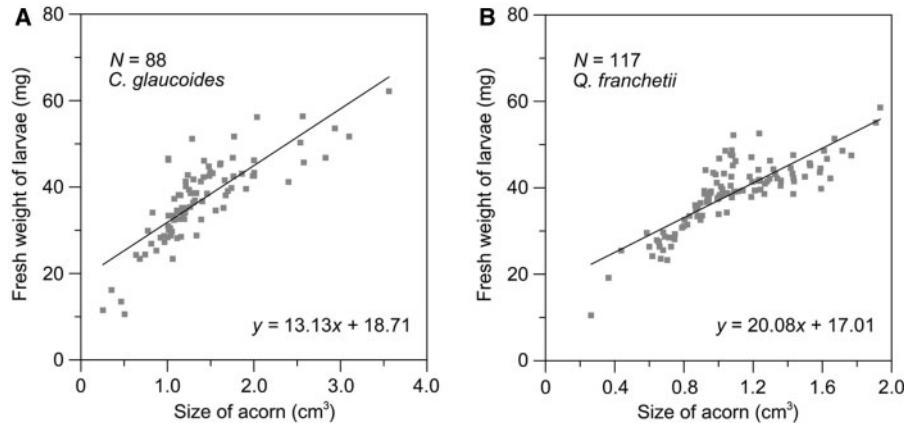 A
B
80
60
40
20
0
Fresh weight of larvae (mg)
N = 88
C. glaucoides
y = 13.13x + 18.71
0
1.0
2.0
3.0
4.0
Size of acorn (cm³)
80
60
40
20
0
Fresh weight of larvae (mg)
N = 117
Q. franchetii
y = 20.08x + 17.01
0
0.4
0.8
1.2
1.6
2.0
Size of acorn (cm³)